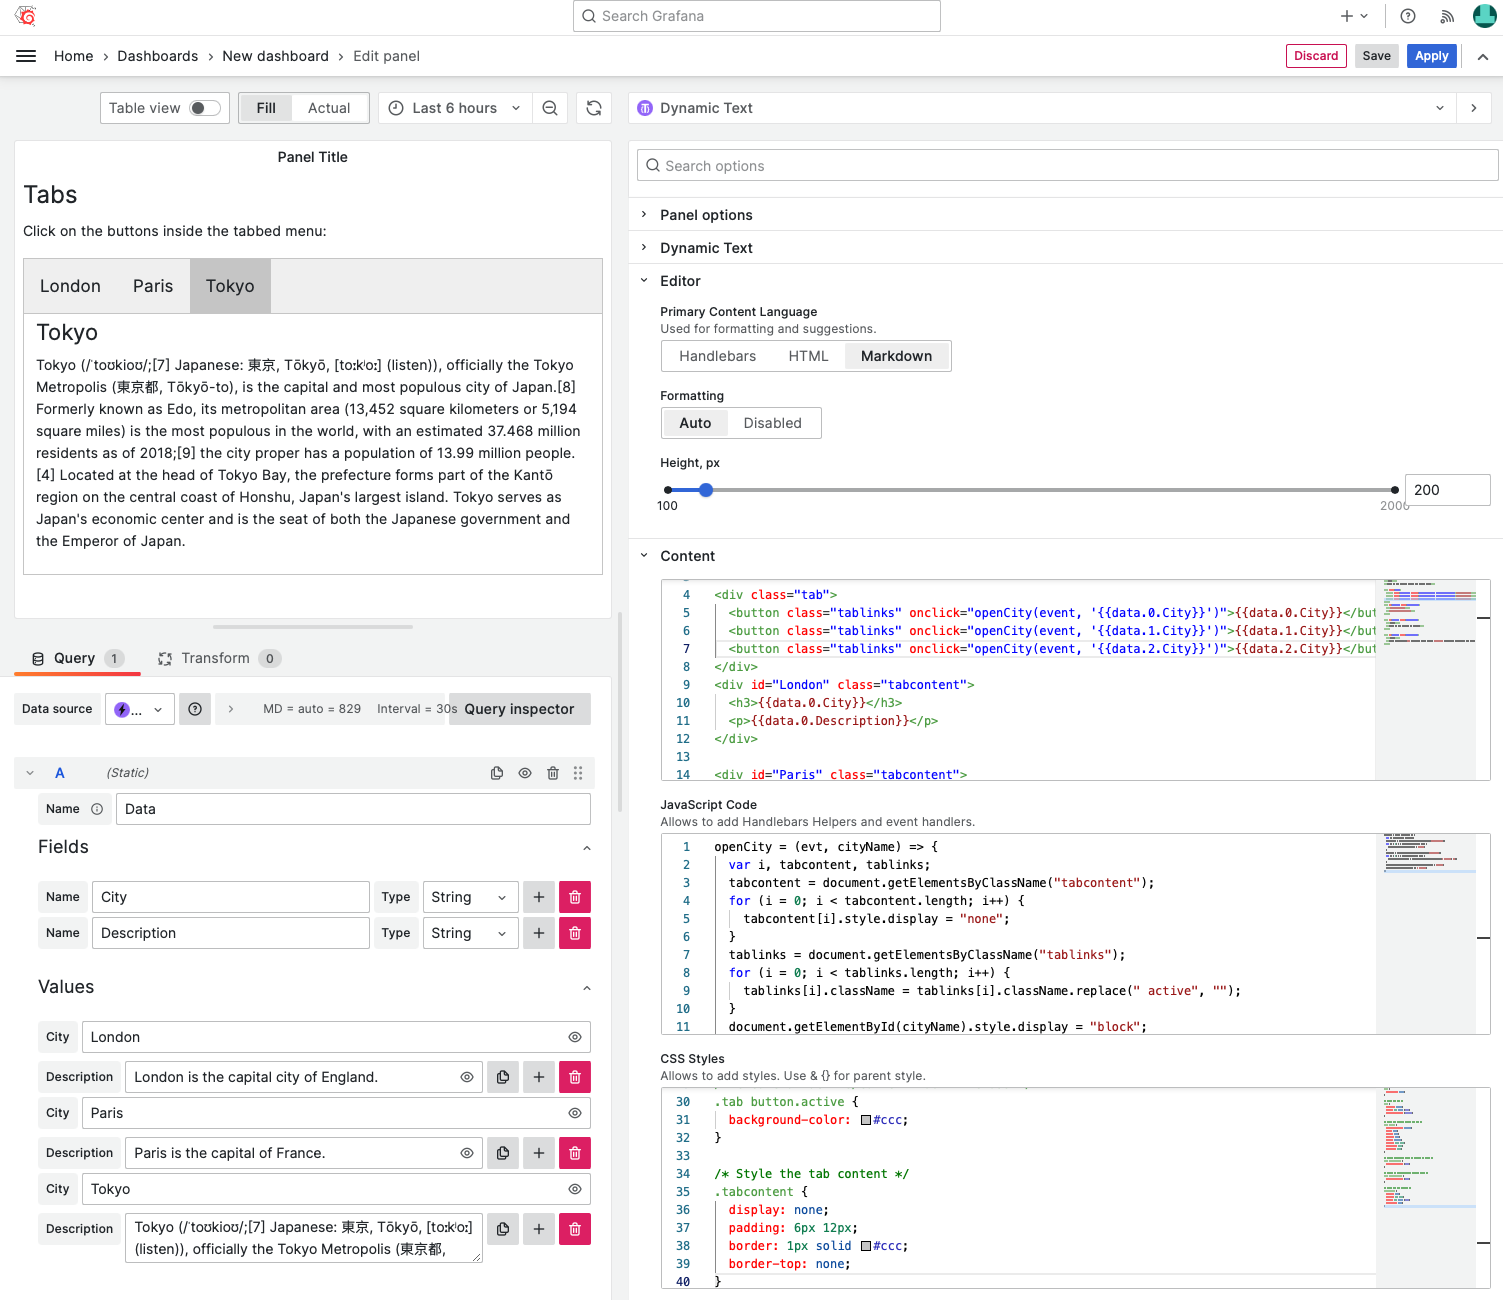 Search Grafana
Home › Dashboards › New dashboard › Edit panel
Discard
Save
Apply
Table view
Fill
Actual
Last 6 hours
Dynamic Text
Panel Title
Tabs
Click on the buttons inside the tabbed menu:
London
Paris
Tokyo
Tokyo
Tokyo (/ˈtoʊkioʊ/;[7] Japanese: 東京, Tōkyō, [toːkʲoː] (listen)), officially the Tokyo
Metropolis (東京都, Tōkyō-to), is the capital and most populous city of Japan.[8]
Formerly known as Edo, its metropolitan area (13,452 square kilometers or 5,194
square miles) is the most populous in the world, with an estimated 37.468 million
residents as of 2018;[9] the city proper has a population of 13.99 million people.
[4] Located at the head of Tokyo Bay, the prefecture forms part of the Kantō
region on the central coast of Honshu, Japan's largest island. Tokyo serves as
Japan's economic center and is the seat of both the Japanese government and
the Emperor of Japan.
Query 1
Transform 0
Data source
...
MD = auto = 829
Interval = 30s
Query inspector
A
(Static)
Name
Data
Fields
Name
City
Type
String
Name
Description
Type
String
Values
City
London
Description
London is the capital city of England.
City
Paris
Description
Paris is the capital of France.
City
Tokyo
Description
Tokyo (/ˈtoʊkioʊ/;[7] Japanese: 東京, Tōkyō, [toːkʲoː]
(listen)), officially the Tokyo Metropolis (東京都,
Search options
Panel options
Dynamic Text
Editor
Primary Content Language
Used for formatting and suggestions.
Handlebars
HTML
Markdown
Formatting
Auto
Disabled
Height, px
200
100
2000
Content
4 <div class="tab">
5 <button class="tablinks" onclick="openCity(event, '{{data.0.City}}')">{{data.0.City}}</but
6 <button class="tablinks" onclick="openCity(event, '{{data.1.City}}')">{{data.1.City}}</but
7 <button class="tablinks" onclick="openCity(event, '{{data.2.City}}')">{{data.2.City}}</but
8 </div>
9 <div id="London" class="tabcontent">
10 <h3>{{data.0.City}}</h3>
11 <p>{{data.0.Description}}</p>
12 </div>
13
14 <div id="Paris" class="tabcontent">
JavaScript Code
Allows to add Handlebars Helpers and event handlers.
1 openCity = (evt, cityName) => {
2 var i, tabcontent, tablinks;
3 tabcontent = document.getElementsByClassName("tabcontent");
4 for (i = 0; i < tabcontent.length; i++) {
5 tabcontent[i].style.display = "none";
6 }
7 tablinks = document.getElementsByClassName("tablinks");
8 for (i = 0; i < tablinks.length; i++) {
9 tablinks[i].className = tablinks[i].className.replace(" active", "");
10 }
11 document.getElementById(cityName).style.display = "block";
CSS Styles
Allows to add styles. Use & {} for parent style.
30 .tab button.active {
31 background-color: #ccc;
32 }
33
34 /* Style the tab content */
35 .tabcontent {
36 display: none;
37 padding: 6px 12px;
38 border: 1px solid #ccc;
39 border-top: none;
40 }